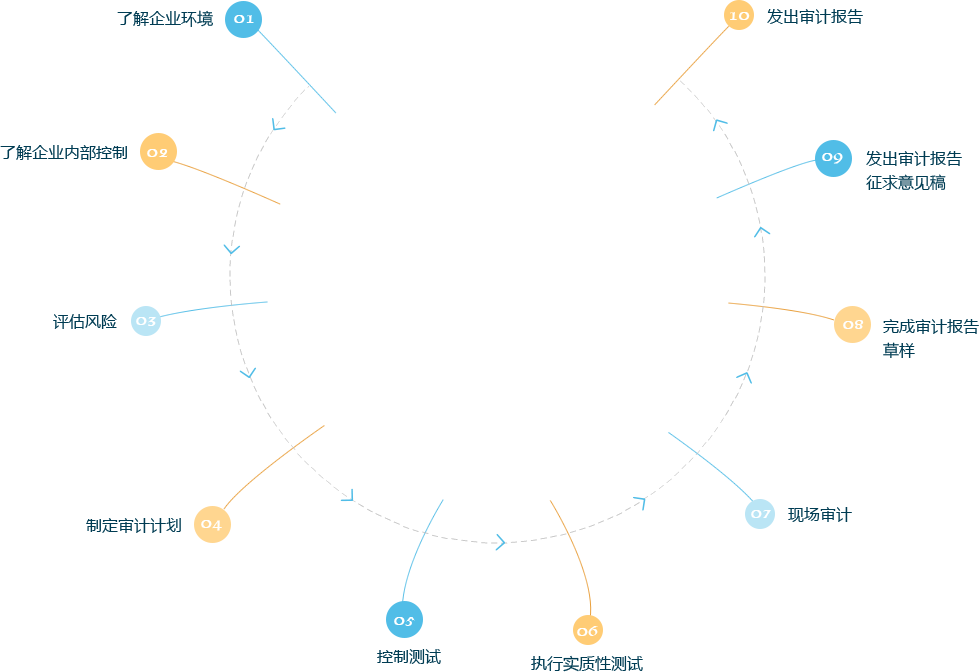 01
了解企业环境
02
了解企业内部控制
03
评估风险
04
制定审计计划
05
控制测试
06
执行实质性测试
07
现场审计
08
完成审计报告
草样
09
发出审计报告
征求意见稿
10
发出审计报告